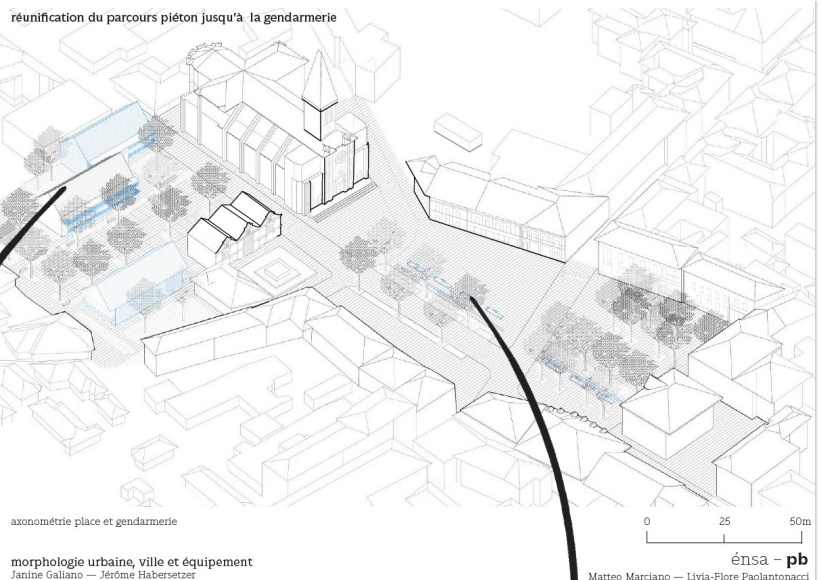 réunification du parcours piéton jusqu'à la gendarmerie
axonométrie place et gendarmerie
0 25 50m
morphologie urbaine, ville et équipement
Janine Galiano — Jérôme Habersetzer
énsa – pb
Matteo Marciano — Livia-Flore Paolantonacci